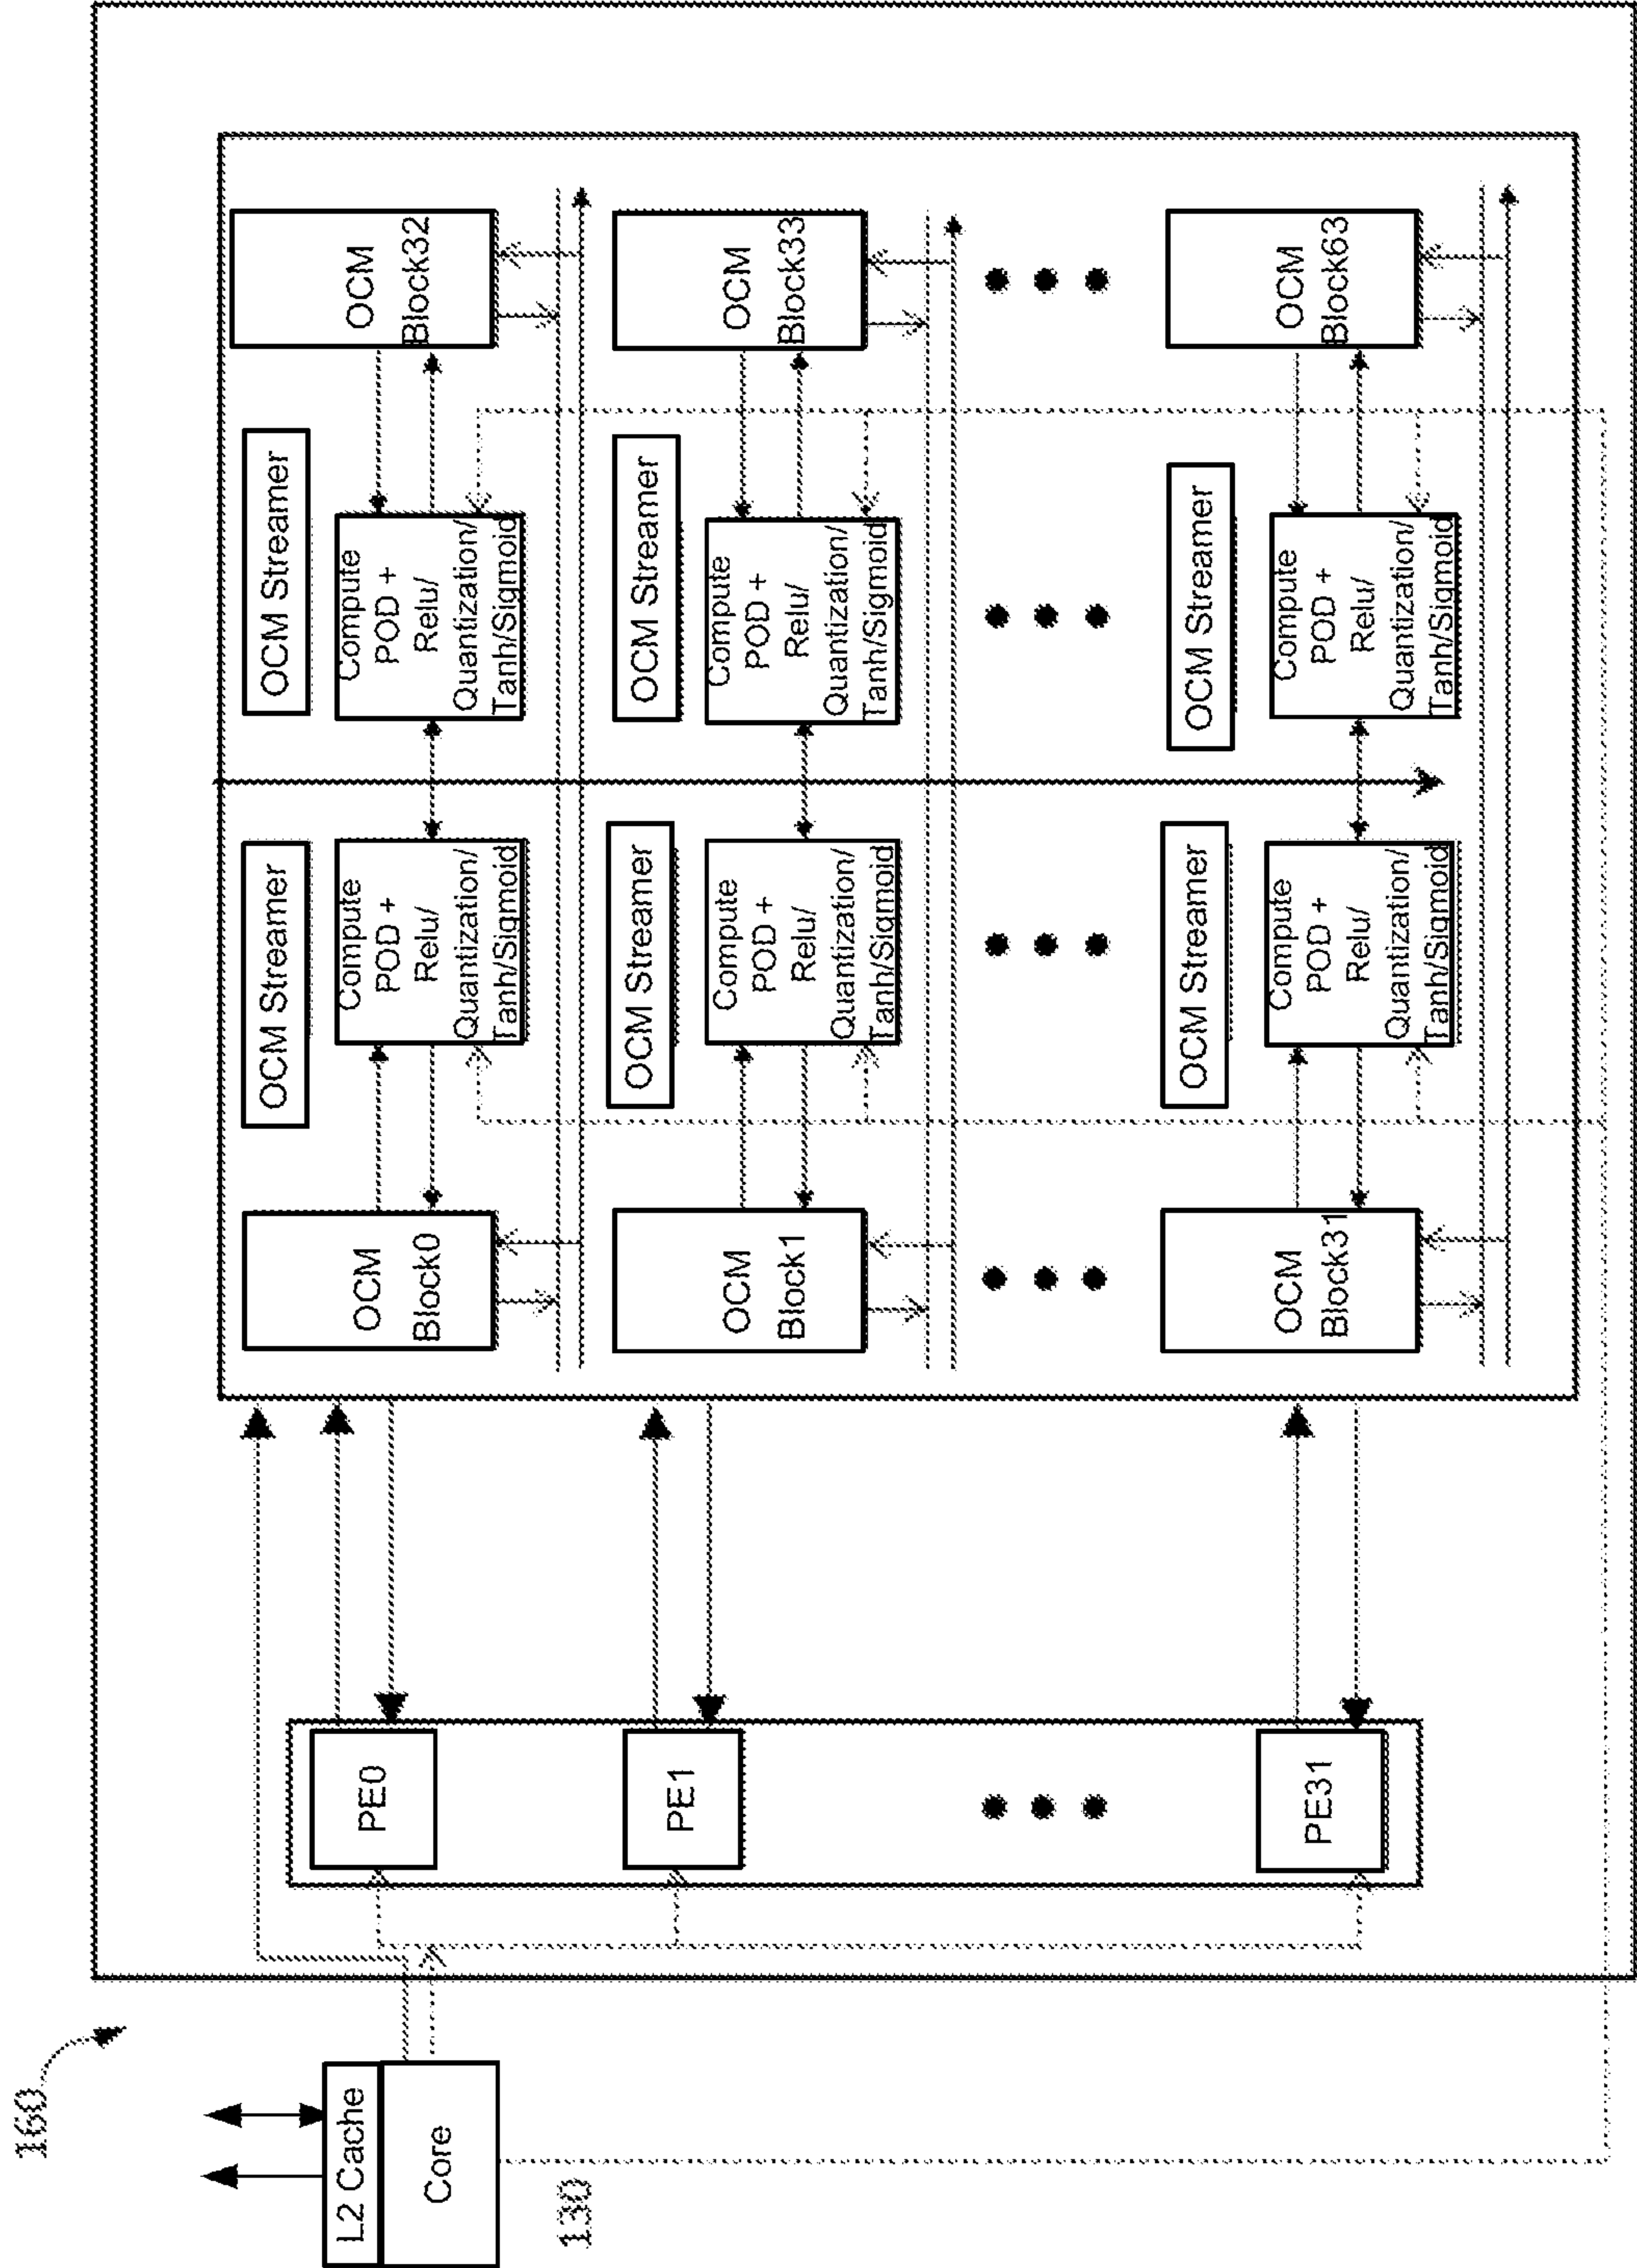 160
L2 Cache
Core
130
PE0
PE1
PE31
OCM
Block0
OCM Streamer
Compute
POD +
Relu/
Quantization/
Tanh/Sigmoid
OCM Streamer
Compute
POD +
Relu/
Quantization/
Tanh/Sigmoid
OCM
Block32
OCM
Block1
OCM Streamer
Compute
POD +
Relu/
Quantization/
Tanh/Sigmoid
OCM Streamer
Compute
POD +
Relu/
Quantization/
Tanh/Sigmoid
OCM
Block33
OCM
Block31
OCM Streamer
Compute
POD +
Relu/
Quantization/
Tanh/Sigmoid
OCM Streamer
Compute
POD +
Relu/
Quantization/
Tanh/Sigmoid
OCM
Block63